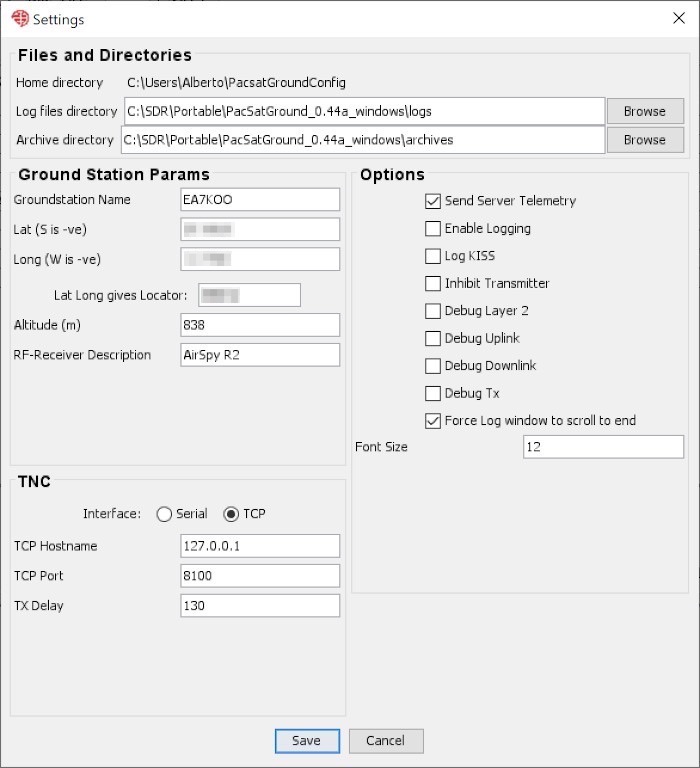 Settings
Files and Directories
Home directory C:\Users\Alberto\PacsatGroundConfig
Log files directory C:\SDR\Portable\PacSatGround_0.44a_windows\logs Browse
Archive directory C:\SDR\Portable\PacSatGround_0.44a_windows\archives Browse
Ground Station Params
Groundstation Name EA7KOO
Lat (S is -ve)
Long (W is -ve)
Lat Long gives Locator:
Altitude (m) 838
RF-Receiver Description AirSpy R2
Options
Send Server Telemetry
Enable Logging
Log KISS
Inhibit Transmitter
Debug Layer 2
Debug Uplink
Debug Downlink
Debug Tx
Force Log window to scroll to end
Font Size 12
TNC
Interface: Serial TCP
TCP Hostname 127.0.0.1
TCP Port 8100
TX Delay 130
Save Cancel